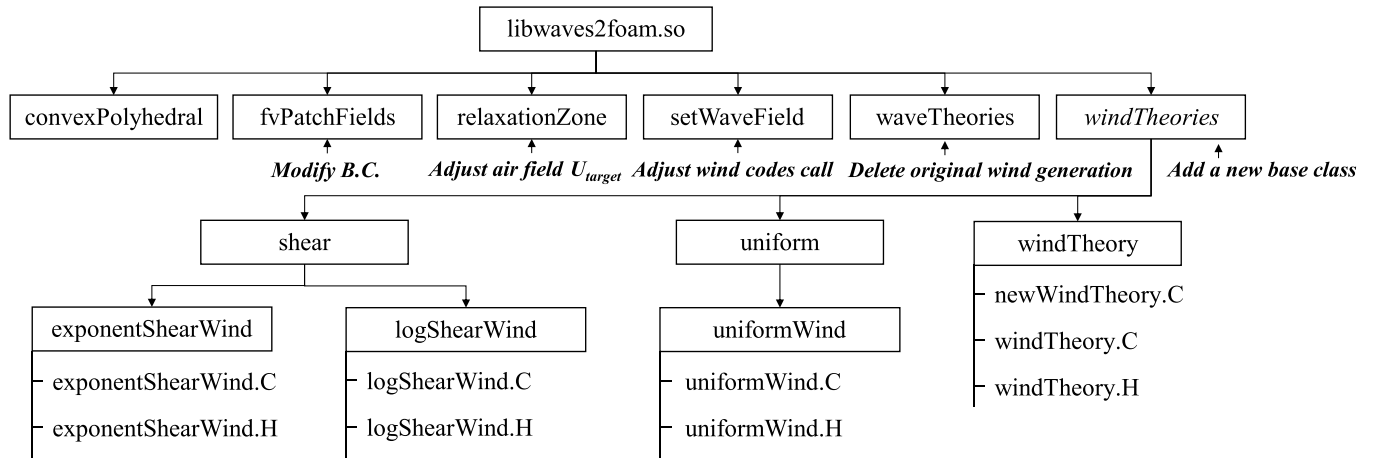 libwaves2foam.so
convexPolyhedral
fvPatchFields
relaxationZone
setWaveField
waveTheories
windTheories
Modify B.C.
Adjust air field U_target
Adjust wind codes call
Delete original wind generation
Add a new base class
shear
uniform
windTheory
exponentShearWind
logShearWind
uniformWind
newWindTheory.C
windTheory.C
windTheory.H
exponentShearWind.C
exponentShearWind.H
logShearWind.C
logShearWind.H
uniformWind.C
uniformWind.H